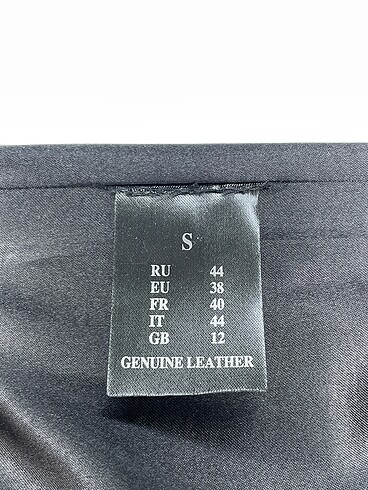 S
RU 44
EU 38
FR 40
IT 44
GB 12
GENUINE LEATHER